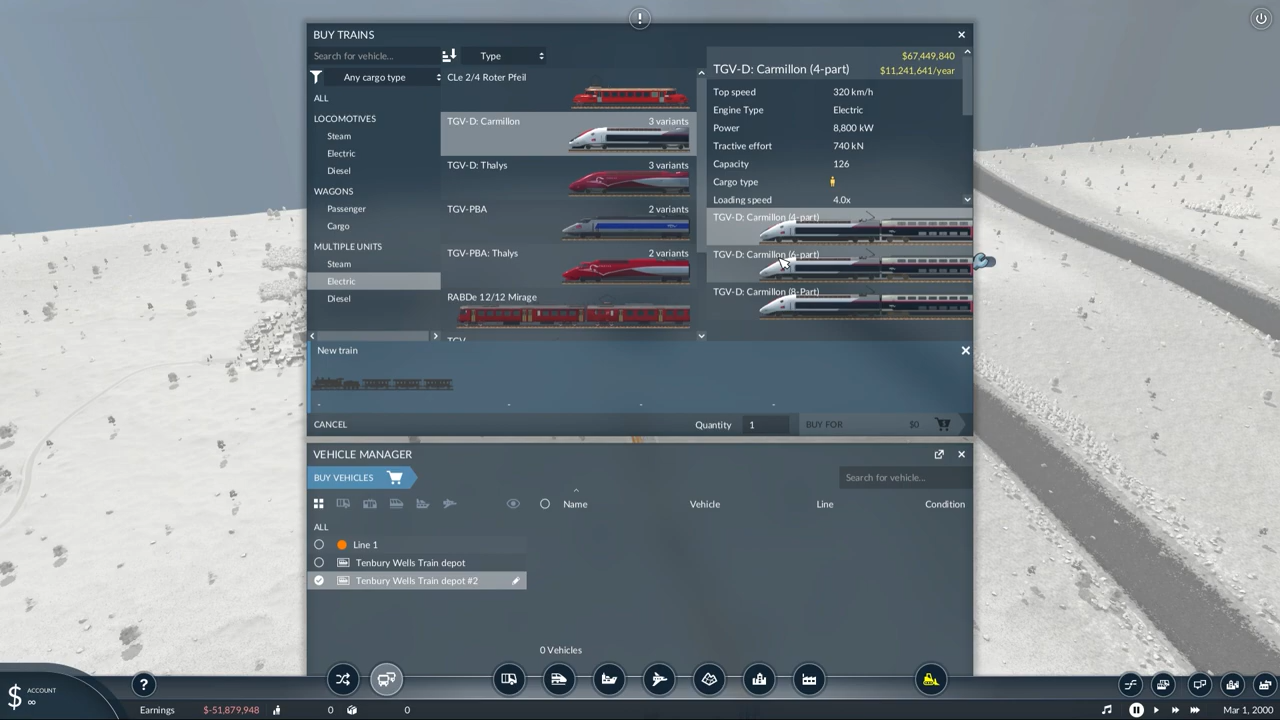 BUY TRAINS
Search for vehicle...
Type
Any cargo type
ALL
LOCOMOTIVES
Steam
Electric
Diesel
WAGONS
Passenger
Cargo
MULTIPLE UNITS
Steam
Electric
Diesel
CLe 2/4 Roter Pfeil
TGV-D: Carmillon 3 variants
TGV-D: Thalys 3 variants
TGV-PBA 2 variants
TGV-PBA: Thalys 2 variants
RABDe 12/12 Mirage
TGV
$67,449,840
TGV-D: Carmillon (4-part) $11,241,641/year
Top speed 320 km/h
Engine Type Electric
Power 8,800 kW
Tractive effort 740 kN
Capacity 126
Cargo type
Loading speed 4.0x
TGV-D: Carmillon (4-part)
TGV-D: Carmillon (6-part)
TGV-D: Carmillon (8-Part)
New train
- - - -
CANCEL
Quantity 1 BUY FOR $0
VEHICLE MANAGER
BUY VEHICLES
Search for vehicle...
Name Vehicle Line Condition
ALL
Line 1
Tenbury Wells Train depot
Tenbury Wells Train depot #2
0 Vehicles
$ ACCOUNT
∞
?
Earnings $-51,879,948 0 0
Mar 1, 2000